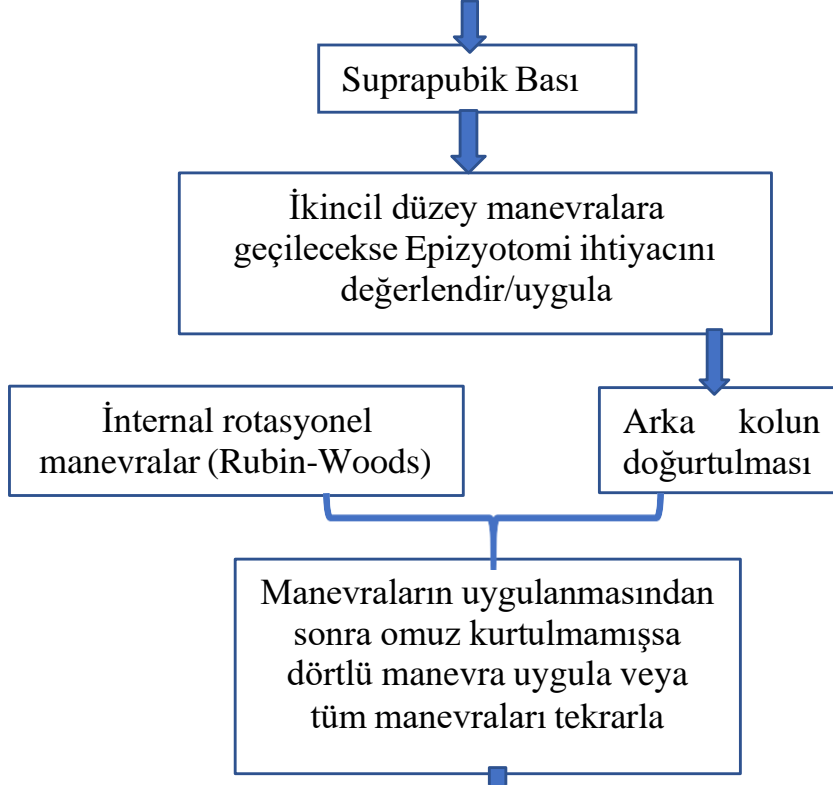 Suprapubik Bası
İkincil düzey manevralara
geçilecekse Epizyotomi ihtiyacını
değerlendir/uygula
İnternal rotasyonel
manevralar (Rubin-Woods)
Arka kolun
doğurtulması
Manevraların uygulanmasından
sonra omuz kurtulmamışsa
dörtlü manevra uygula veya
tüm manevraları tekrarla